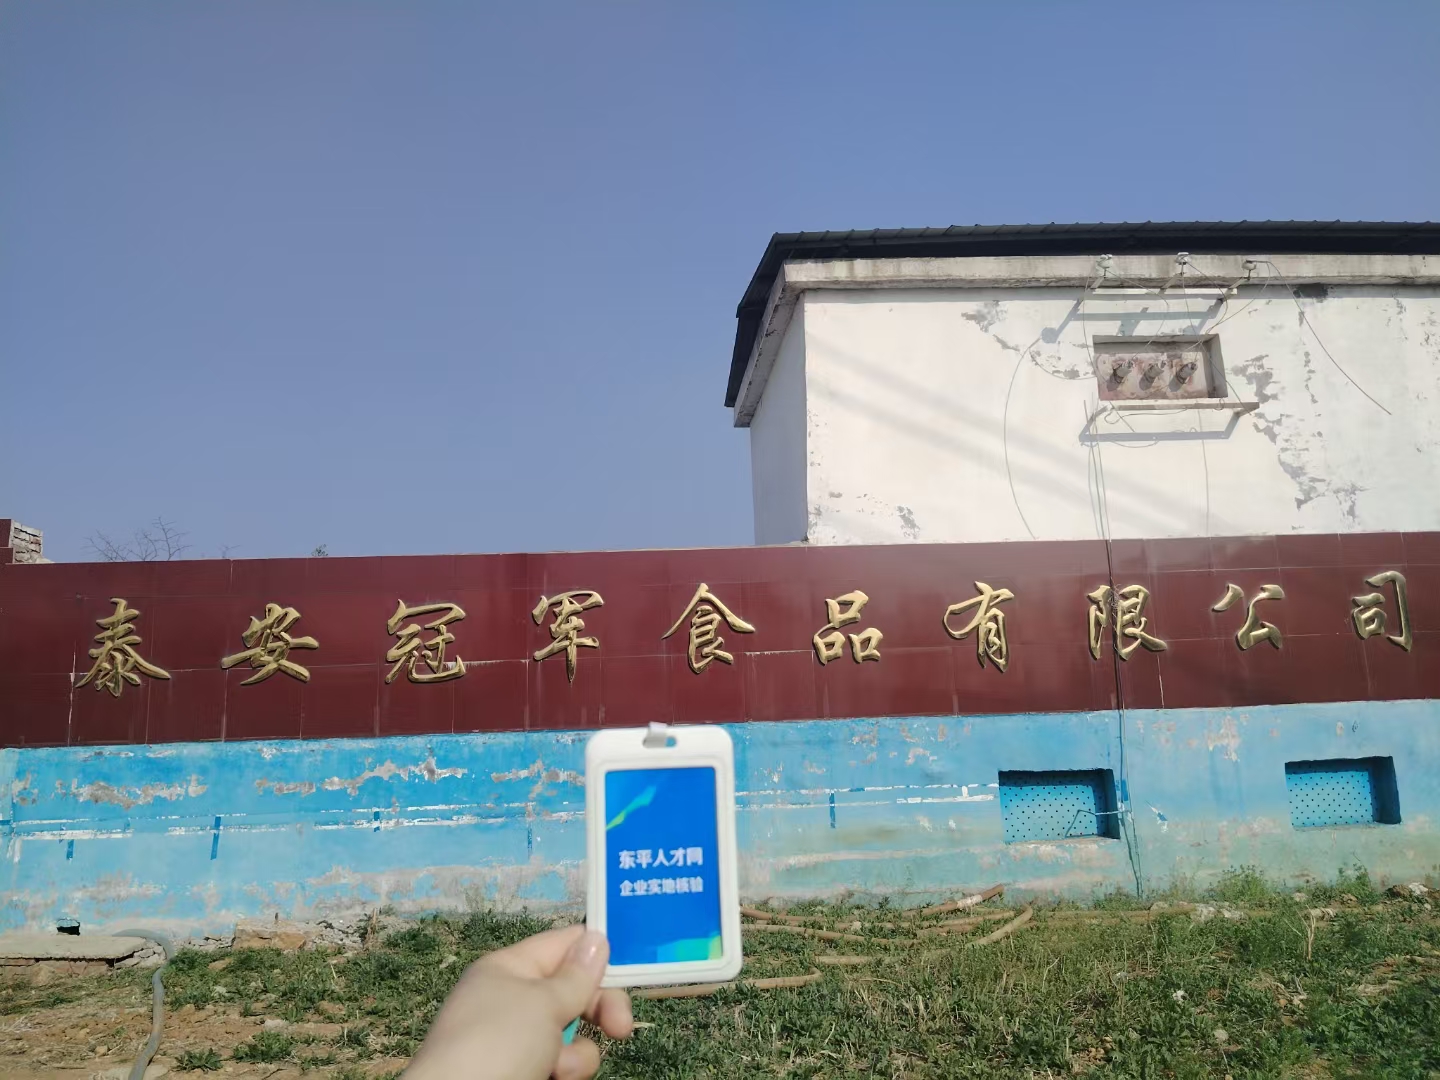 泰安冠军食品有限公司
东平人才网
企业实地核验